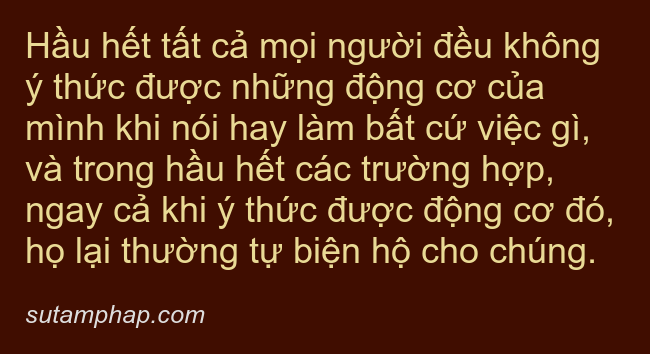 Hầu hết tất cả mọi người đều không
ý thức được những động cơ của
mình khi nói hay làm bất cứ việc gì,
và trong hầu hết các trường hợp,
ngay cả khi ý thức được động cơ đó,
họ lại thường tự biện hộ cho chúng.
sutamphap.com